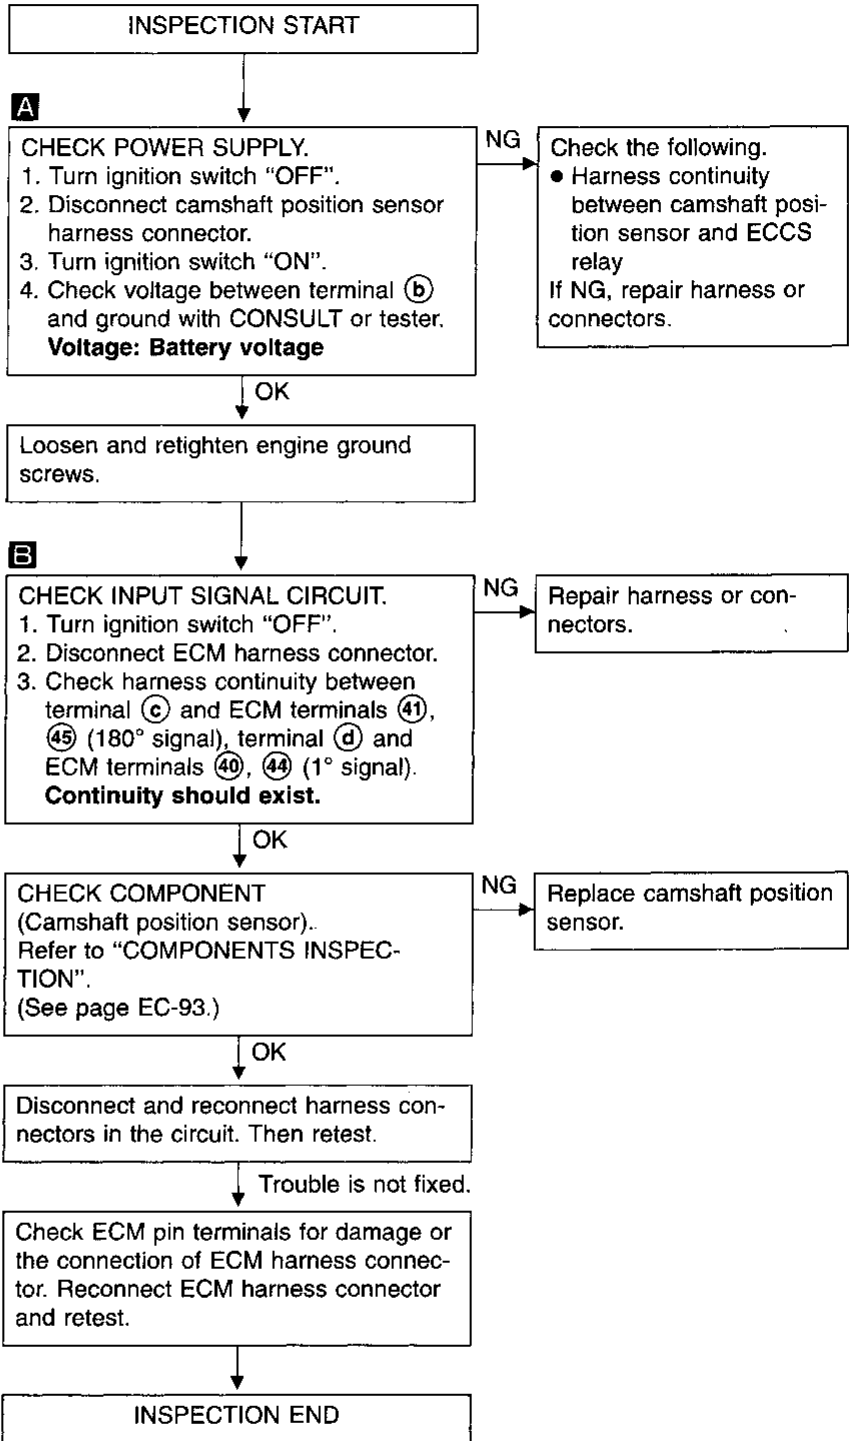 INSPECTION START
A
CHECK POWER SUPPLY.
1. Turn ignition switch “OFF”.
2. Disconnect camshaft position sensor
harness connector.
3. Turn ignition switch “ON”.
4. Check voltage between terminal ⓑ
and ground with CONSULT or tester.
Voltage: Battery voltage
NG
Check the following.
● Harness continuity
between camshaft posi-
tion sensor and ECCS
relay
If NG, repair harness or
connectors.
OK
Loosen and retighten engine ground
screws.
B
CHECK INPUT SIGNAL CIRCUIT.
1. Turn ignition switch “OFF”.
2. Disconnect ECM harness connector.
3. Check harness continuity between
terminal ⓒ and ECM terminals ㊶,
㊺ (180° signal), terminal ⓓ and
ECM terminals ㊵, ㊹ (1° signal).
Continuity should exist.
NG
Repair harness or con-
nectors.
OK
CHECK COMPONENT
(Camshaft position sensor).
Refer to “COMPONENTS INSPEC-
TION”.
(See page EC-93.)
NG
Replace camshaft position
sensor.
OK
Disconnect and reconnect harness con-
nectors in the circuit. Then retest.
Trouble is not fixed.
Check ECM pin terminals for damage or
the connection of ECM harness connec-
tor. Reconnect ECM harness connector
and retest.
INSPECTION END